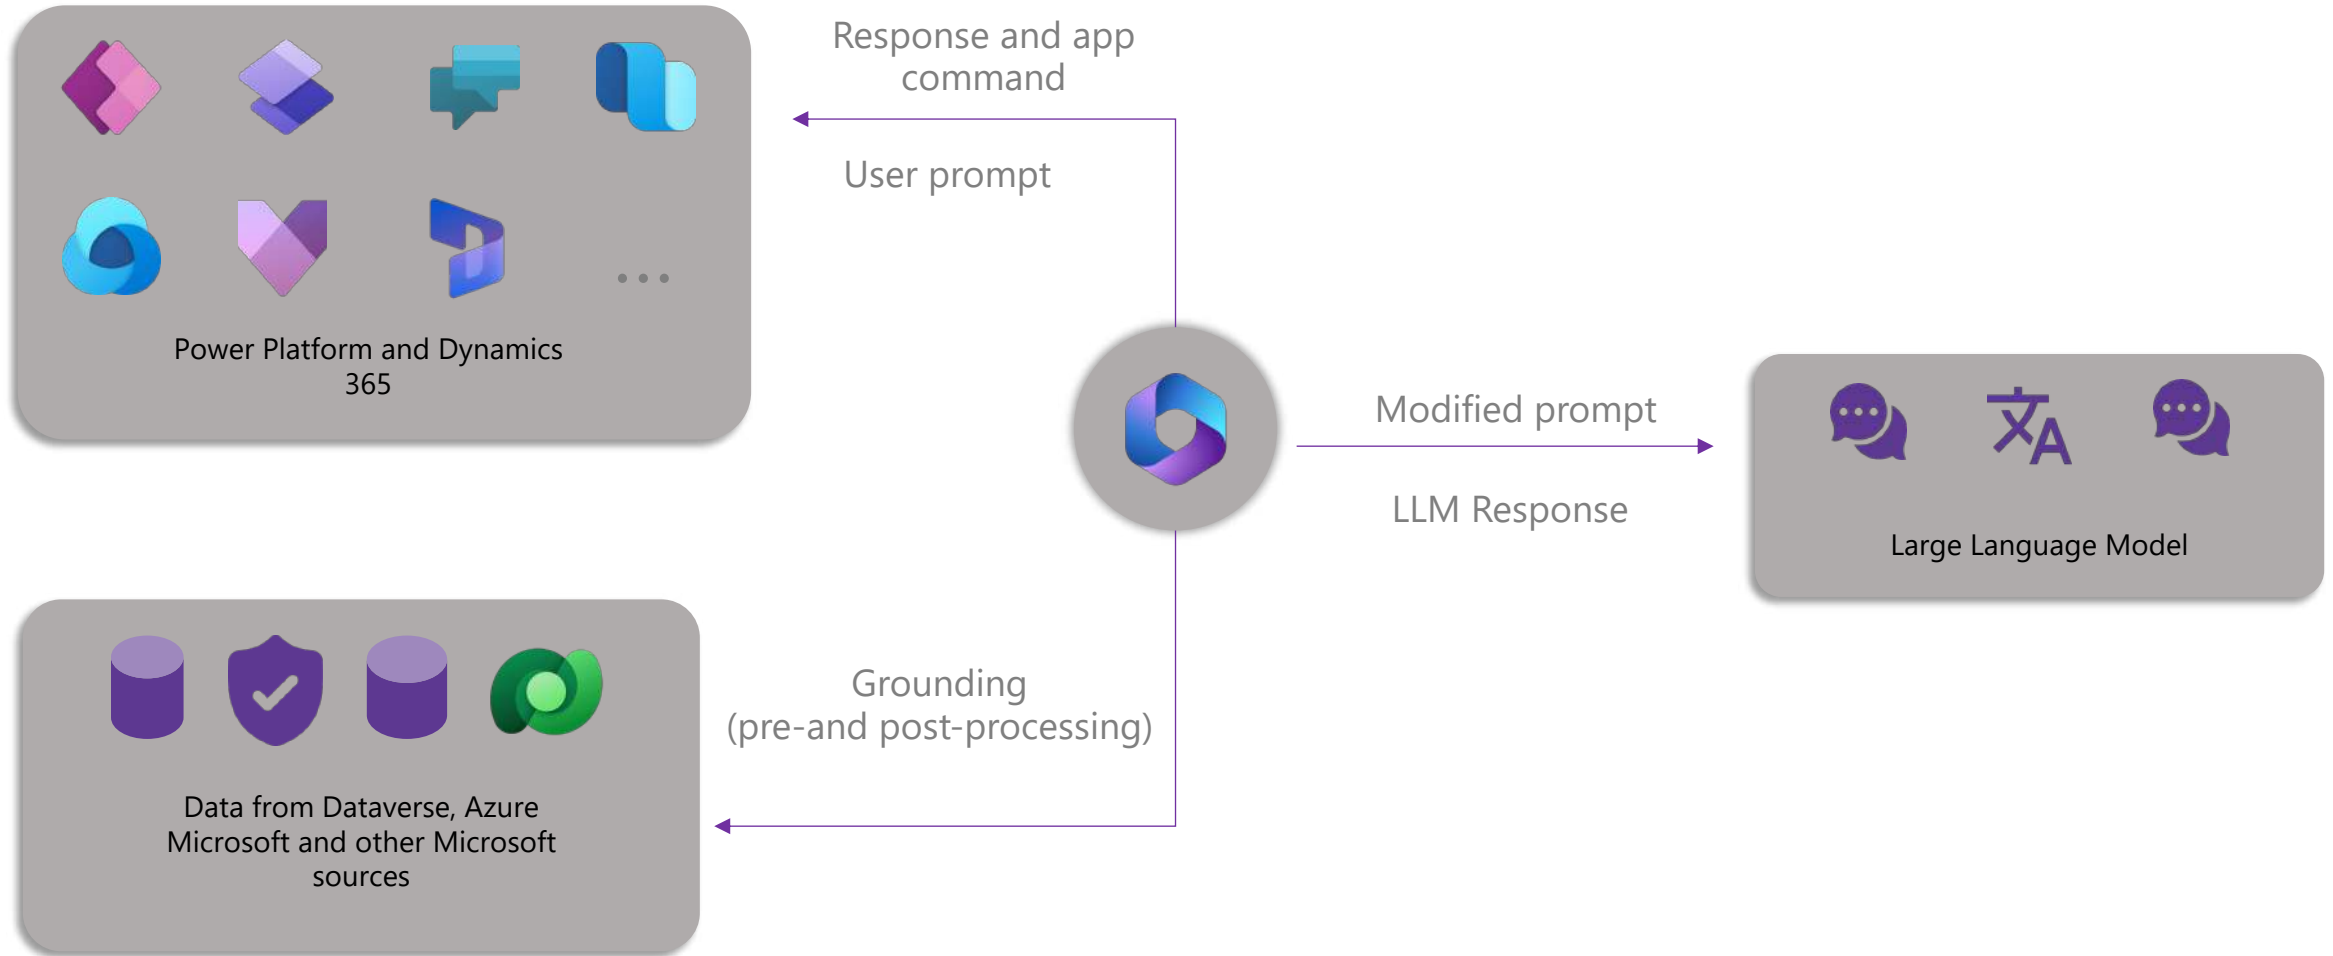 Response and app
command
User prompt
Power Platform and Dynamics
365
Modified prompt
LLM Response
Large Language Model
Grounding
(pre-and post-processing)
Data from Dataverse, Azure
Microsoft and other Microsoft
sources